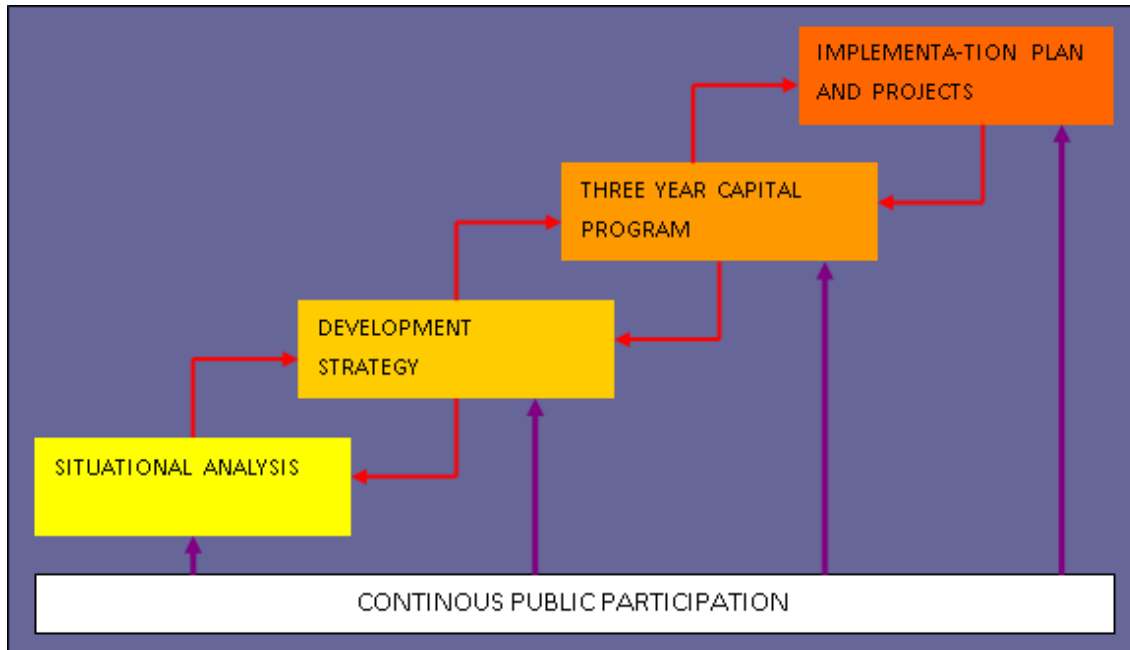 IMPLEMENTA-TION PLAN
AND PROJECTS
THREE YEAR CAPITAL
PROGRAM
DEVELOPMENT
STRATEGY
SITUATIONAL ANALYSIS
CONTINOUS PUBLIC PARTICIPATION